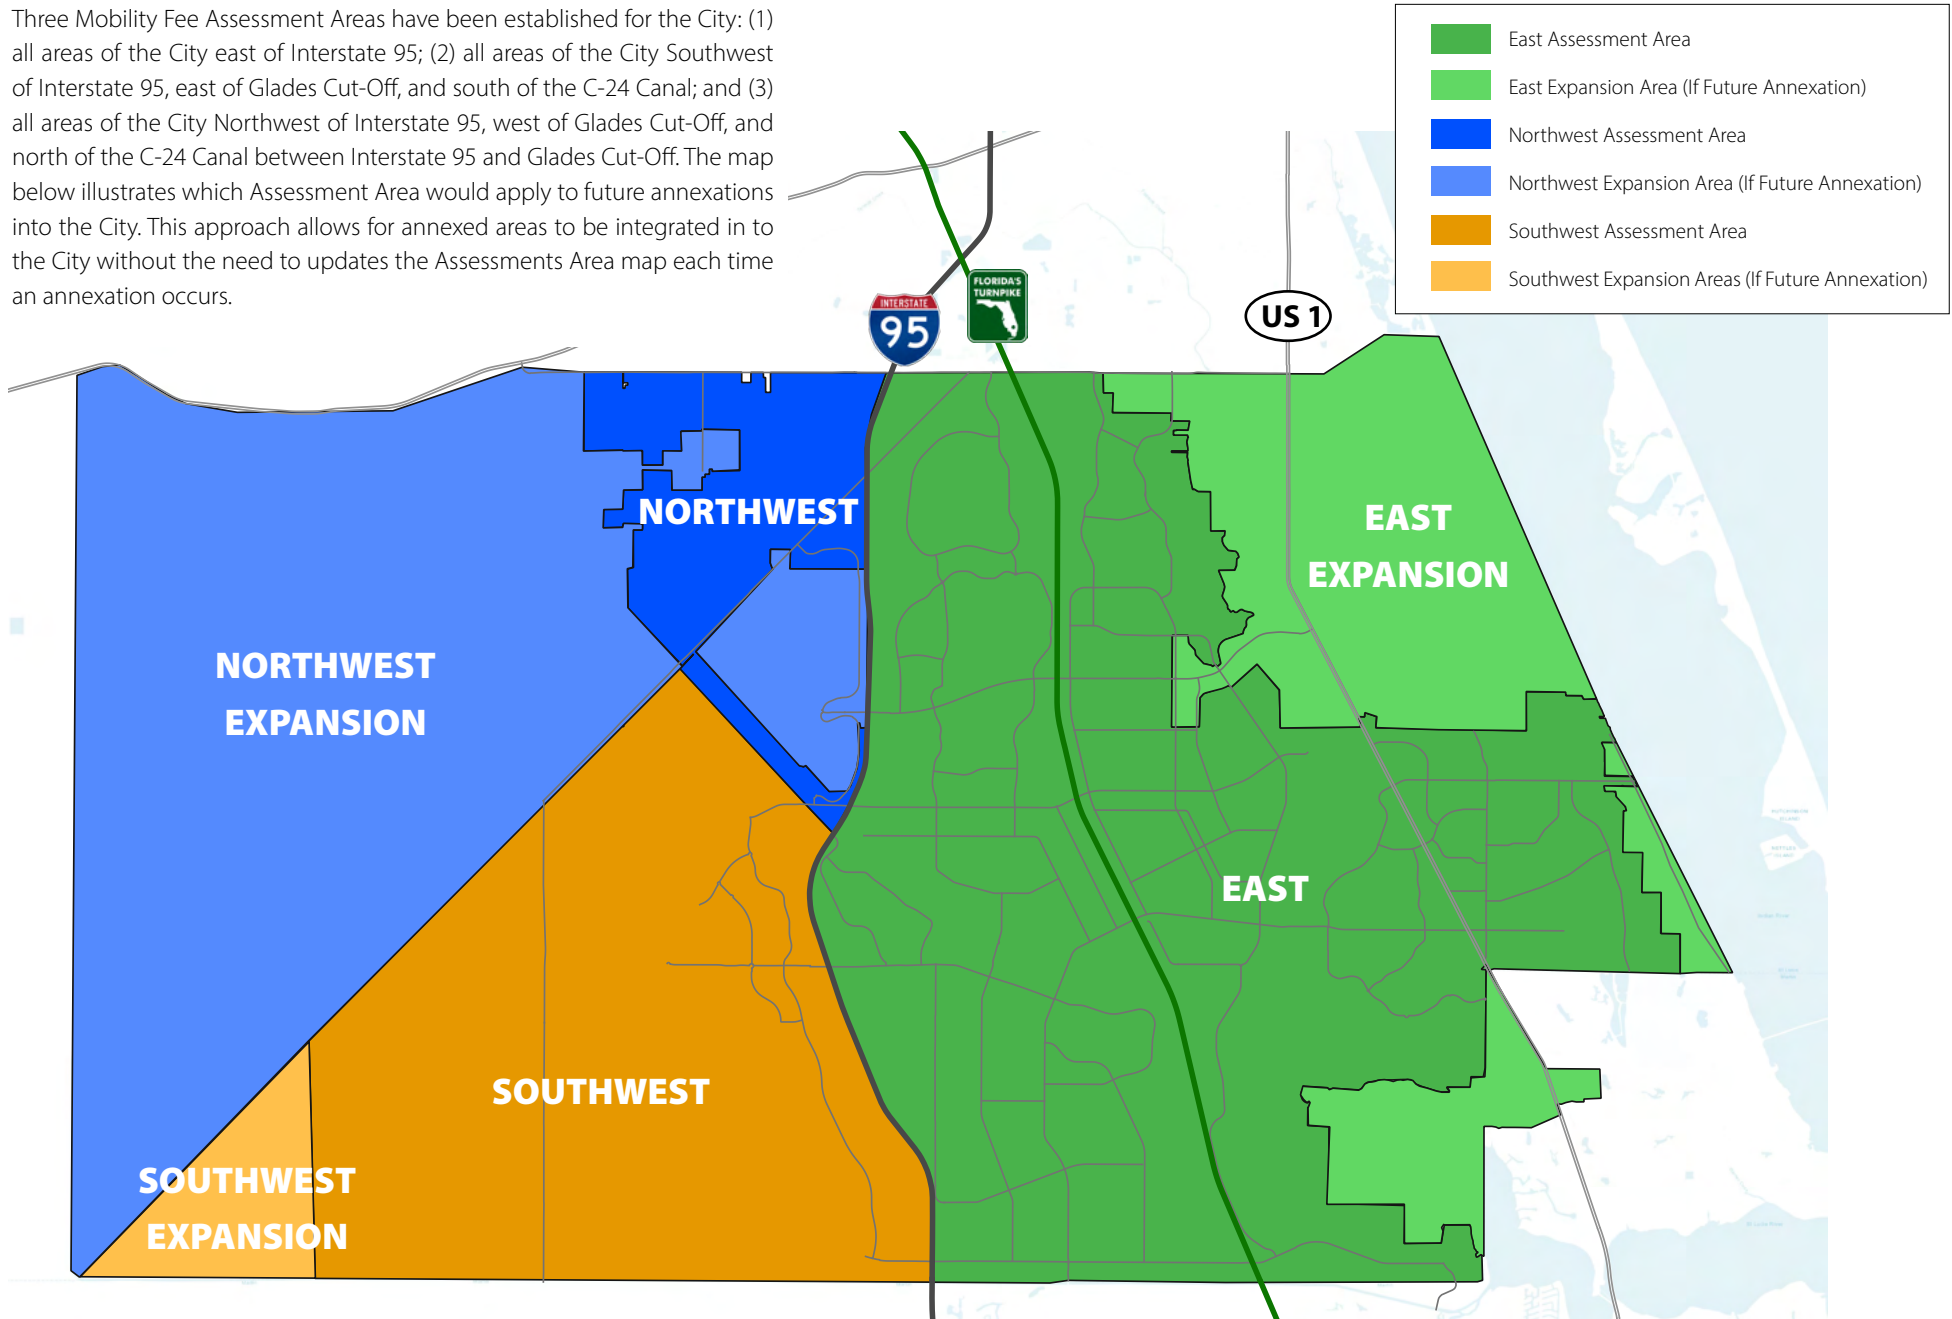 Three Mobility Fee Assessment Areas have been established for the City: (1)
all areas of the City east of Interstate 95; (2) all areas of the City Southwest
of Interstate 95, east of Glades Cut-Off, and south of the C-24 Canal; and (3)
all areas of the City Northwest of Interstate 95, west of Glades Cut-Off, and
north of the C-24 Canal between Interstate 95 and Glades Cut-Off. The map
below illustrates which Assessment Area would apply to future annexations
into the City. This approach allows for annexed areas to be integrated in to
the City without the need to updates the Assessments Area map each time
an annexation occurs.
East Assessment Area
East Expansion Area (If Future Annexation)
Northwest Assessment Area
Northwest Expansion Area (If Future Annexation)
Southwest Assessment Area
Southwest Expansion Areas (If Future Annexation)
INTERSTATE
95
FLORIDA'S
TURNPIKE
US 1
NORTHWEST
EAST
EXPANSION
NORTHWEST
EXPANSION
EAST
SOUTHWEST
SOUTHWEST
EXPANSION